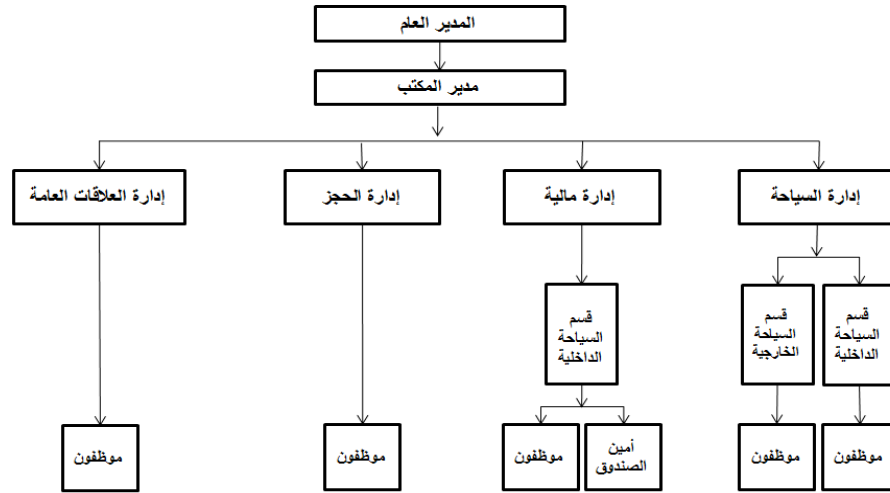 المدير العام
مدير المكتب
إدارة السياحة
إدارة مالية
إدارة الحجز
إدارة العلاقات العامة
قسم
السياحة
الداخلية
قسم
السياحة
الخارجية
قسم
السياحة
الداخلية
موظفون
موظفون
أمين
الصندوق
موظفون
موظفون
موظفون